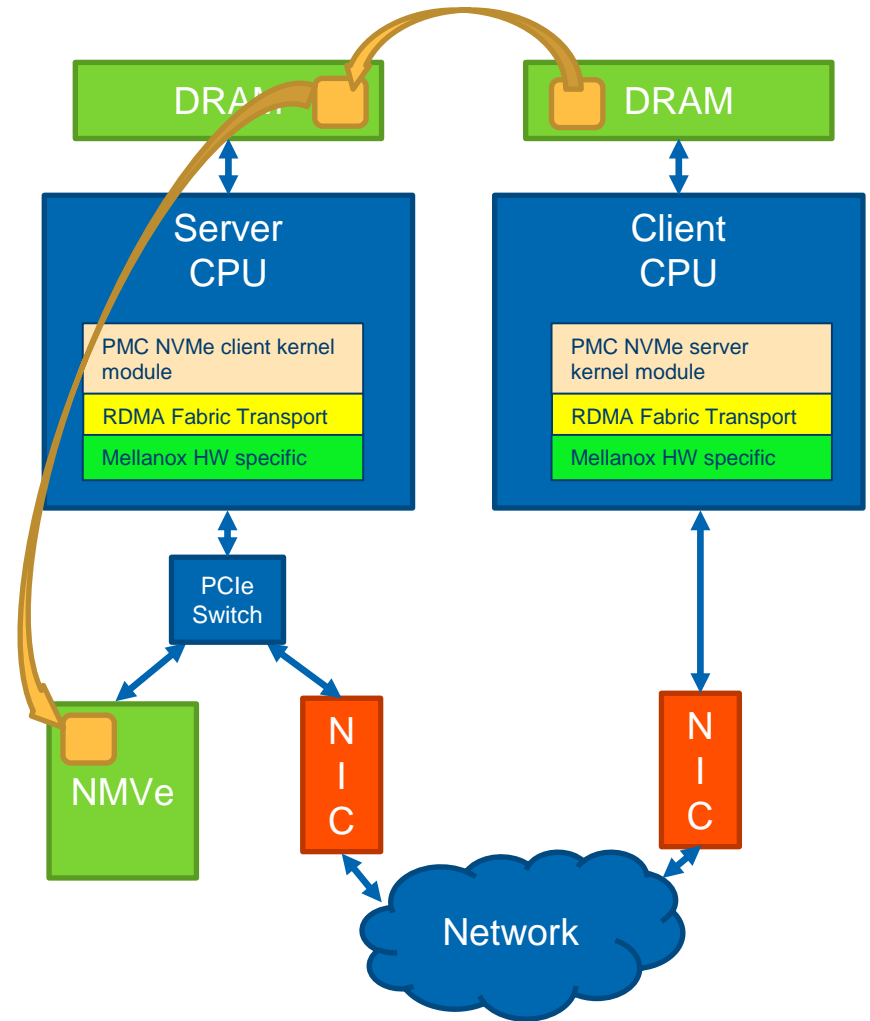 DRAM
DRAM
Server
CPU
PMC NVMe client kernel
module
RDMA Fabric Transport
Mellanox HW specific
Client
CPU
PMC NVMe server
kernel module
RDMA Fabric Transport
Mellanox HW specific
PCIe
Switch
NMVe
N
I
C
N
I
C
Network